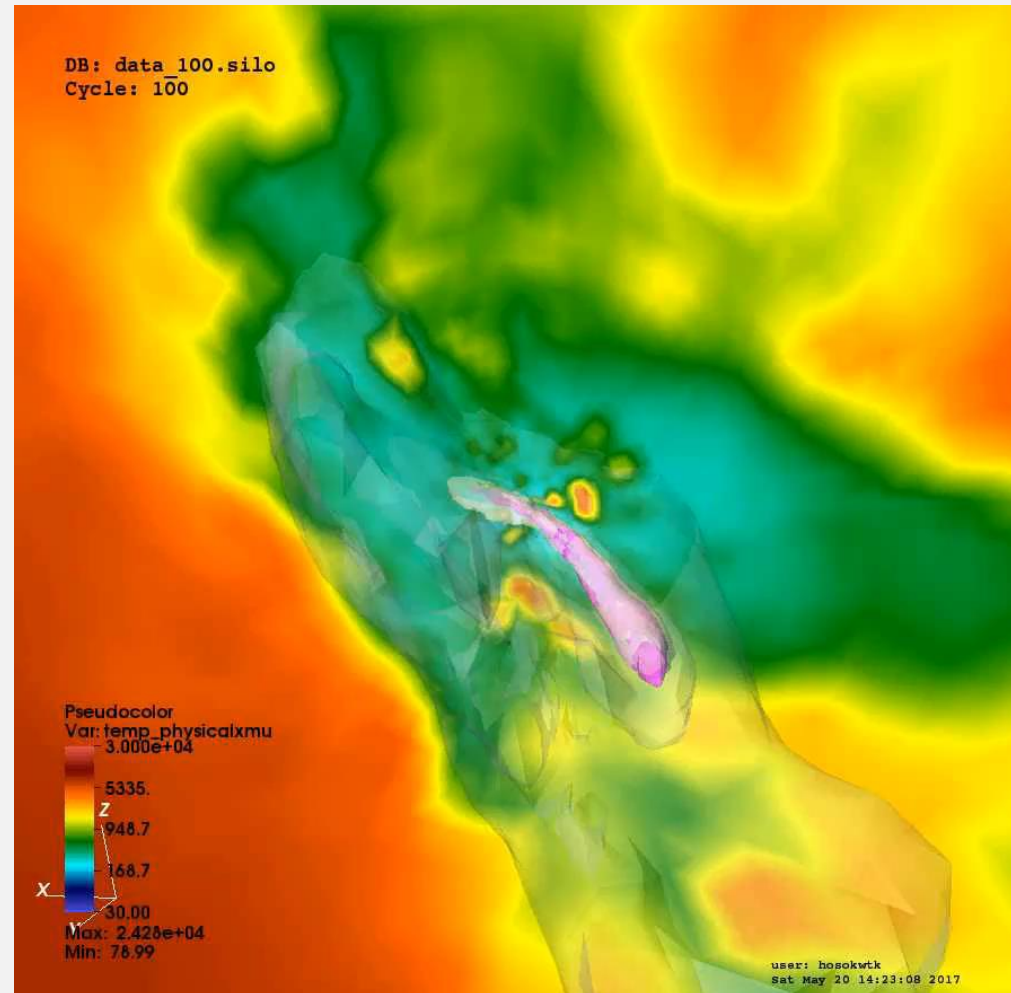 DB: data_100.silo
Cycle: 100
Pseudocolor
Var: temp_physicalxmu
3.000e+04
5335.
Z
948.7
168.7
X
30.00
Y
Max: 2.428e+04
Min: 78.99
user: hosokwtk
Sat May 20 14:23:08 2017